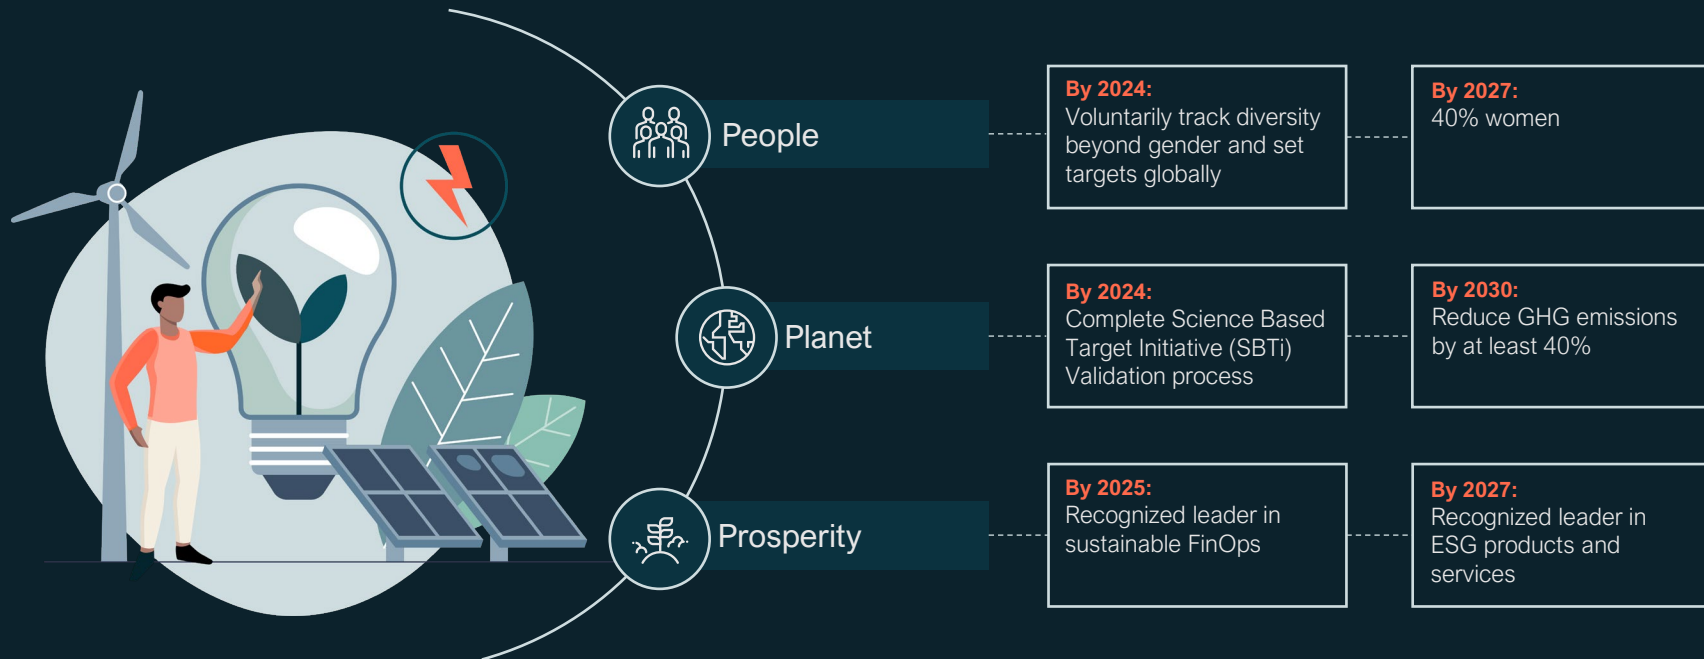 People
By 2024:
Voluntarily track diversity
beyond gender and set
targets globally
By 2027:
40% women
Planet
By 2024:
Complete Science Based
Target Initiative (SBTi)
Validation process
By 2030:
Reduce GHG emissions
by at least 40%
Prosperity
By 2025:
Recognized leader in
sustainable FinOps
By 2027:
Recognized leader in
ESG products and
services